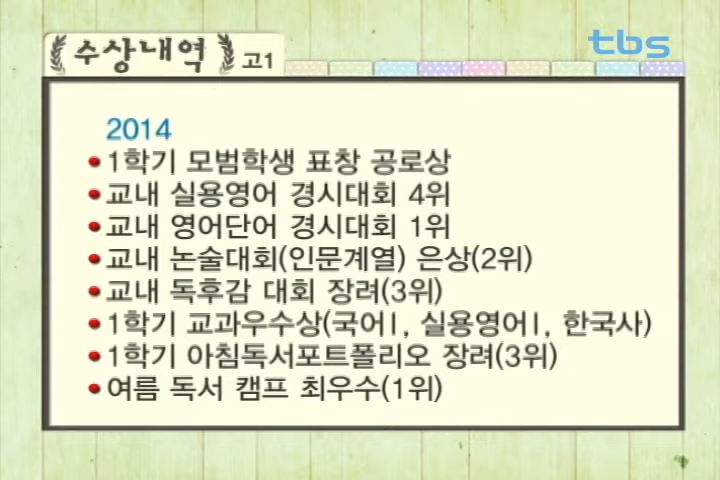 수상내역 고1
tbs
2014
1학기 모범학생 표창 공로상
교내 실용영어 경시대회 4위
교내 영어단어 경시대회 1위
교내 논술대회(인문계열) 은상(2위)
교내 독후감 대회 장려(3위)
1학기 교과우수상(국어Ⅰ, 실용영어Ⅰ, 한국사)
1학기 아침독서포트폴리오 장려(3위)
여름 독서 캠프 최우수(1위)